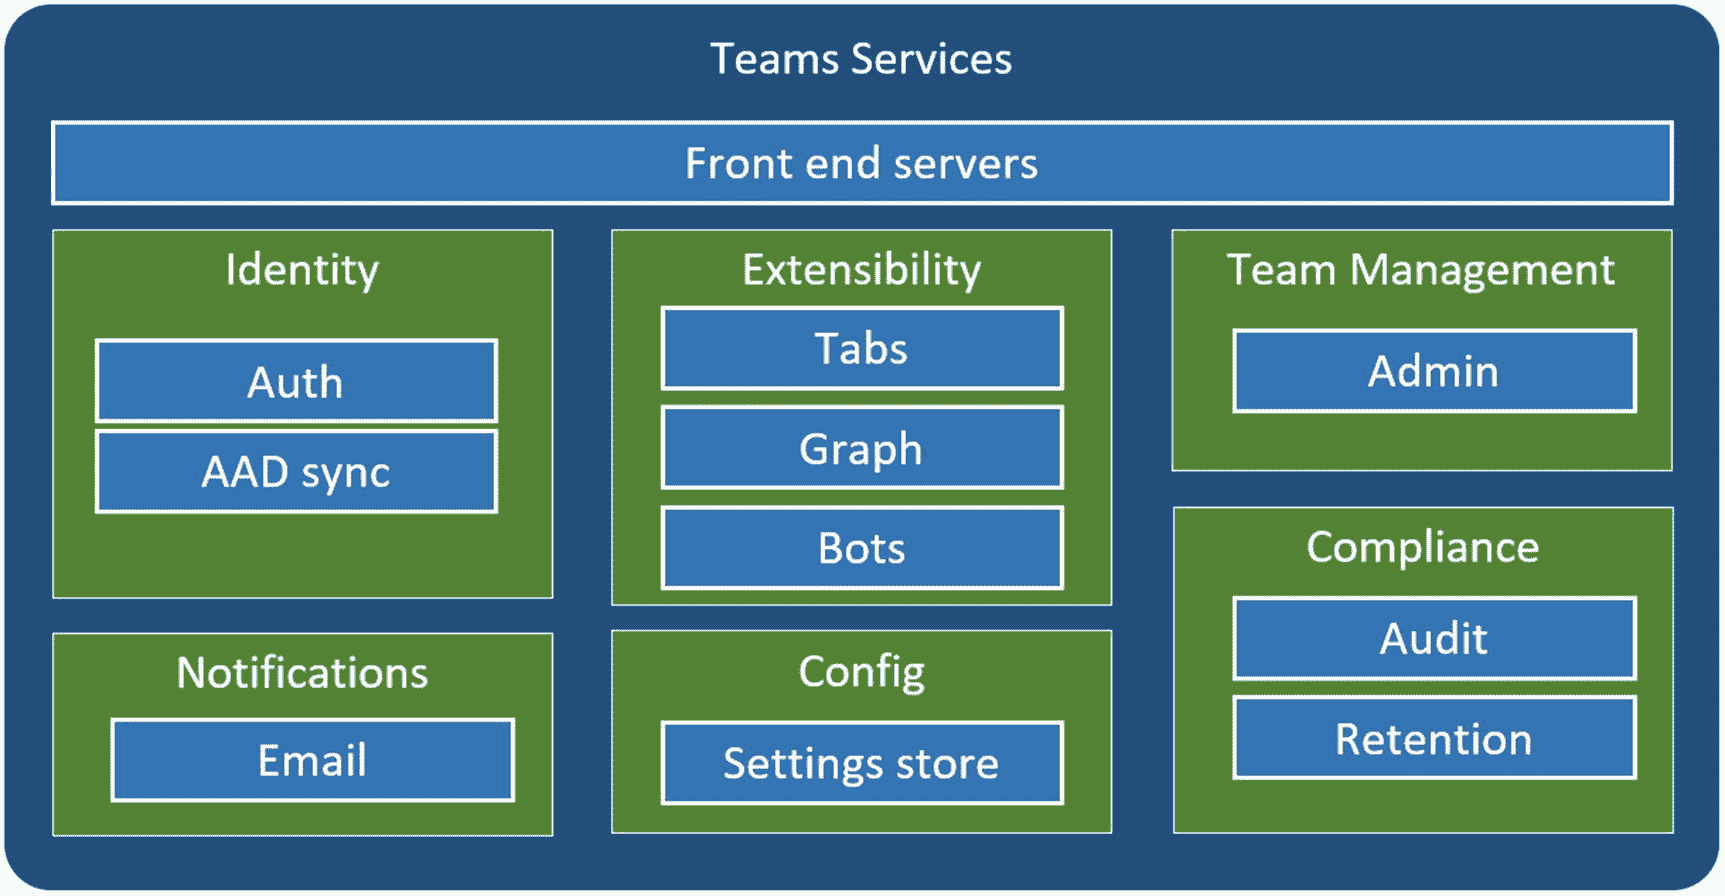 Teams Services
Front end servers
Identity
Auth
AAD sync
Extensibility
Tabs
Graph
Bots
Team Management
Admin
Notifications
Email
Config
Settings store
Compliance
Audit
Retention